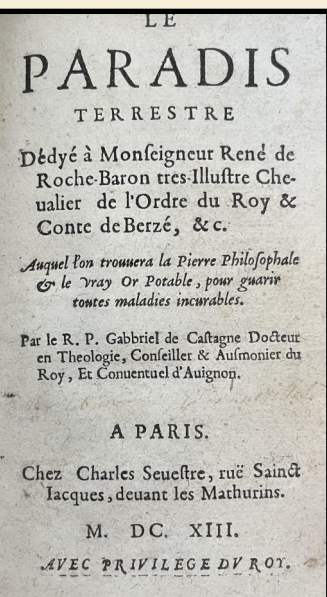 LE
PARADIS
TERRESTRE
Dédyé à Monſeigneur René de
Roche-Baron tres-Illuſtre Che-
ualier de l'Ordre du Roy &
Conte de Berzé, &c.
Auquel l'on trouuera la Pierre Philoſophale
& le vray Or Potable, pour guarir
toutes maladies incurables.
Par le R. P. Gabbriel de Caſtagne Docteur
en Theologie, Conſeiller & Auſmonier du
Roy, Et Conuentuel d'Auignon.
A PARIS.
Chez Charles Seueſtre, ruë Sainct
Iacques, deuant les Mathurins.
M. DC. XIII.
AVEC PRIVILEGE DV ROY.